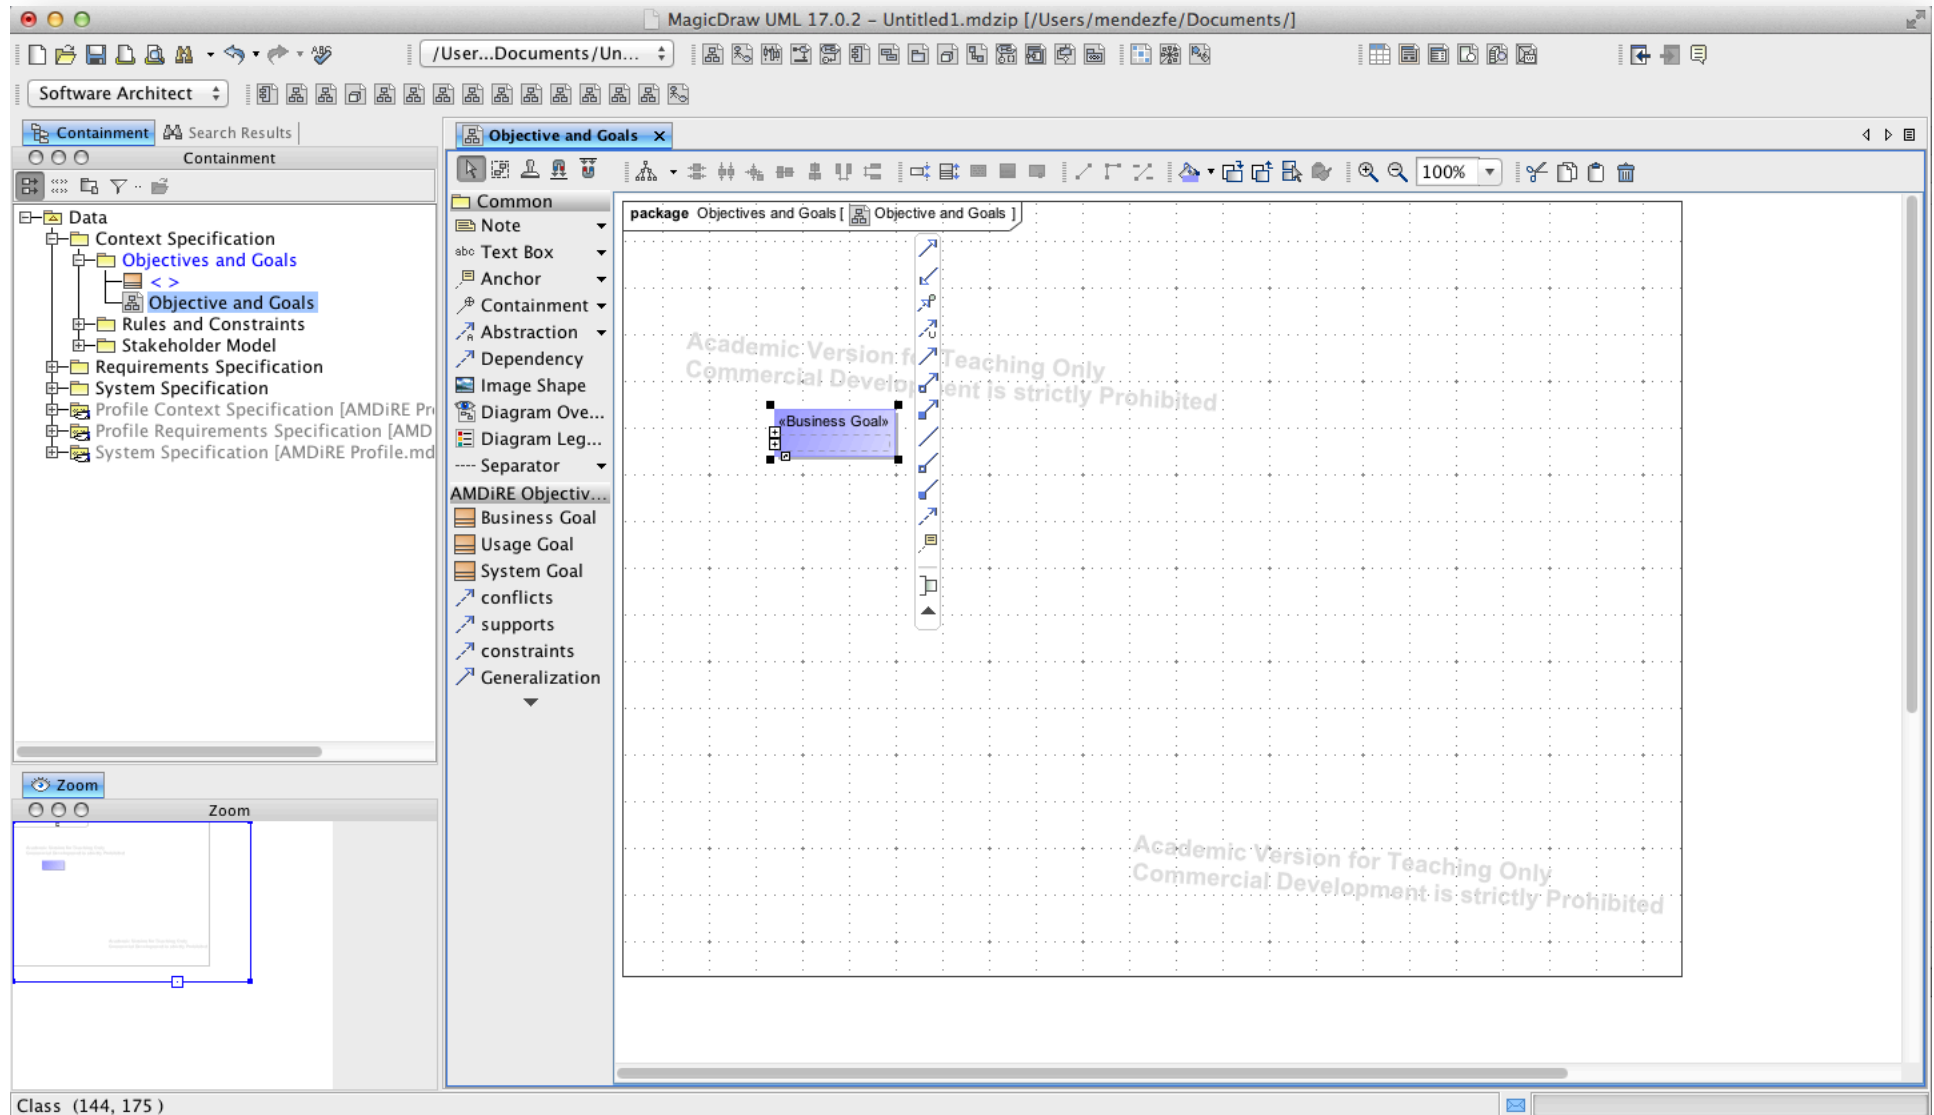 MagicDraw UML 17.0.2 – Untitled1.mdzip [/Users/mendezfe/Documents/]
/User...Documents/Un...
Software Architect
Containment
Search Results
Containment
Data
Context Specification
Objectives and Goals
< >
Objective and Goals
Rules and Constraints
Stakeholder Model
Requirements Specification
System Specification
Profile Context Specification [AMDiRE Pr
Profile Requirements Specification [AMD
System Specification [AMDiRE Profile.md
Zoom
Zoom
Objective and Goals
100%
Common
Note
abc Text Box
Anchor
Containment
Abstraction
Dependency
Image Shape
Diagram Ove...
Diagram Leg...
Separator
AMDiRE Objectiv...
Business Goal
Usage Goal
System Goal
conflicts
supports
constraints
Generalization
package Objectives and Goals [ Objective and Goals ]
Academic Version for Teaching Only
Commercial Development is strictly Prohibited
«Business Goal»
Academic Version for Teaching Only
Commercial Development is strictly Prohibited
Class (144, 175 )